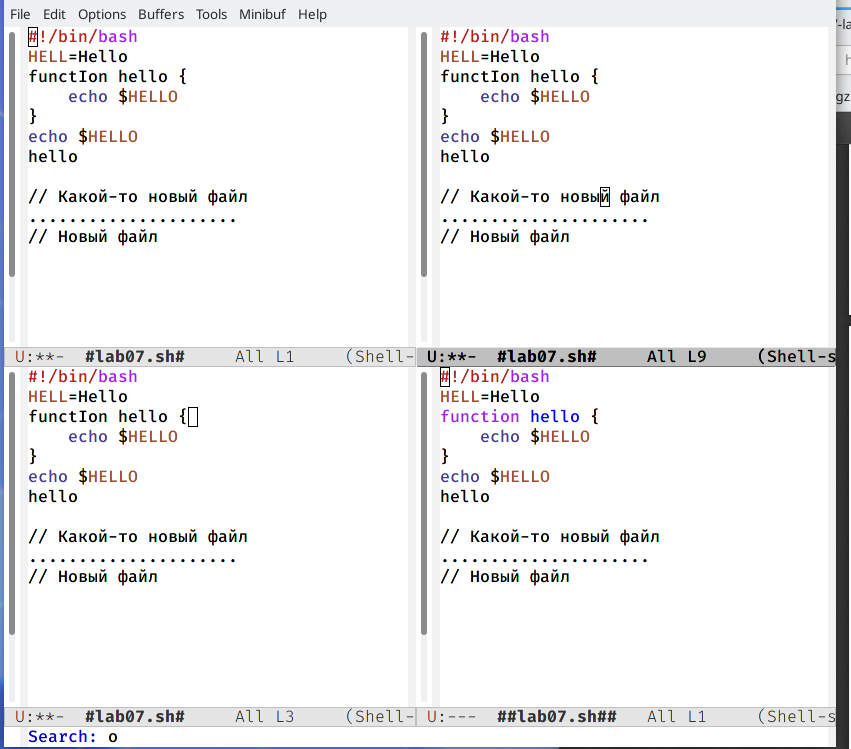 File Edit Options Buffers Tools Minibuf Help
#!/bin/bash
HELL=Hello
functIon hello {
    echo $HELLO
}
echo $HELLO
hello

// Какой-то новый файл
.....................
// Новый файл
U:**-  #lab07.sh#     All L1     (Shell-
#!/bin/bash
HELL=Hello
functIon hello {
    echo $HELLO
}
echo $HELLO
hello

// Какой-то новый файл
.....................
// Новый файл
U:**-  #lab07.sh#     All L9     (Shell-s
#!/bin/bash
HELL=Hello
functIon hello {
    echo $HELLO
}
echo $HELLO
hello

// Какой-то новый файл
.....................
// Новый файл
U:**-  #lab07.sh#     All L3     (Shell-
#!/bin/bash
HELL=Hello
function hello {
    echo $HELLO
}
echo $HELLO
hello

// Какой-то новый файл
.....................
// Новый файл
U:---  ##lab07.sh##   All L1     (Shell-s
Search: o
gz